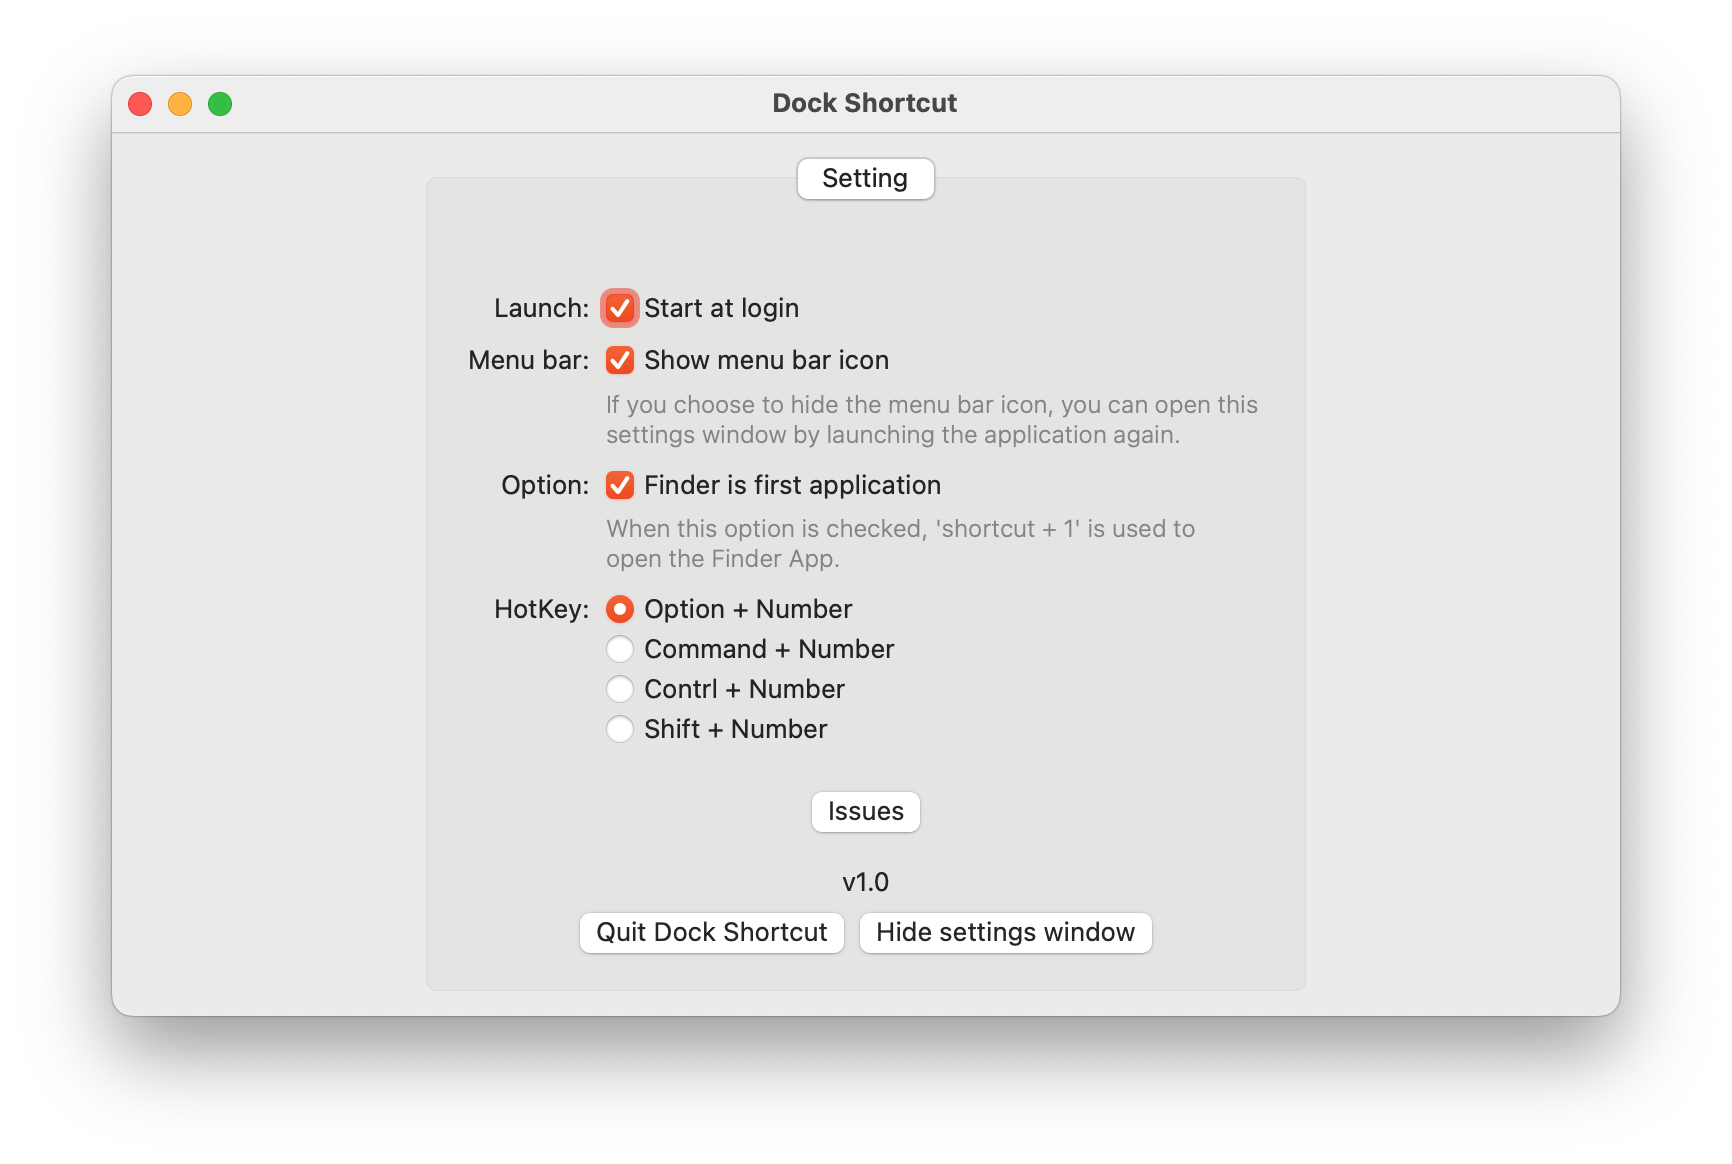 Dock Shortcut
Setting
Launch: Start at login
Menu bar: Show menu bar icon
If you choose to hide the menu bar icon, you can open this
settings window by launching the application again.
Option: Finder is first application
When this option is checked, 'shortcut + 1' is used to
open the Finder App.
HotKey: Option + Number
Command + Number
Contrl + Number
Shift + Number
Issues
v1.0
Quit Dock Shortcut Hide settings window